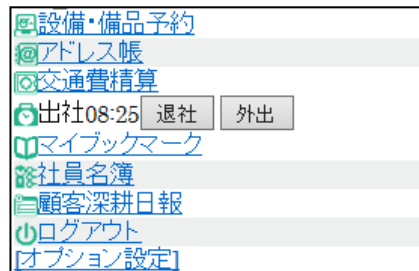 設備・備品予約
アドレス帳
交通費精算
出社08:25 退社 外出
マイブックマーク
社員名簿
顧客深耕日報
ログアウト
[オプション設定]